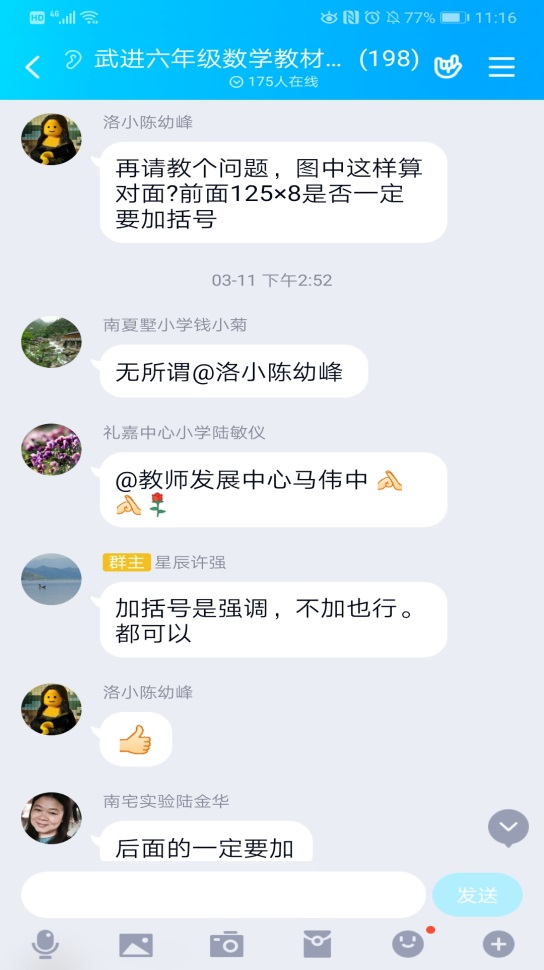 HD 4G 77% 11:16
武进六年级数学教材... (198)
175人在线
洛小陈幼峰
再请教个问题，图中这样算
对面?前面125×8是否一定
要加括号
03-11 下午2:52
南夏墅小学钱小菊
无所谓@洛小陈幼峰
礼嘉中心小学陆敏仪
@教师发展中心马伟中
群主 星辰许强
加括号是强调，不加也行。
都可以
洛小陈幼峰
南宅实验陆金华
后面的一定要加
发送